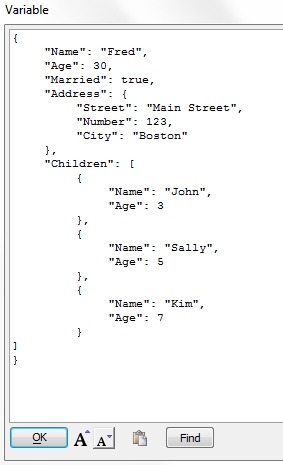 Variable
{
     "Name": "Fred",
     "Age": 30,
     "Married": true,
     "Address": {
          "Street": "Main Street",
          "Number": 123,
          "City": "Boston"
     },
     "Children": [
          {
               "Name": "John",
               "Age": 3
          },
          {
               "Name": "Sally",
               "Age": 5
          },
          {
               "Name": "Kim",
               "Age": 7
          }
]
}
OK A A Find